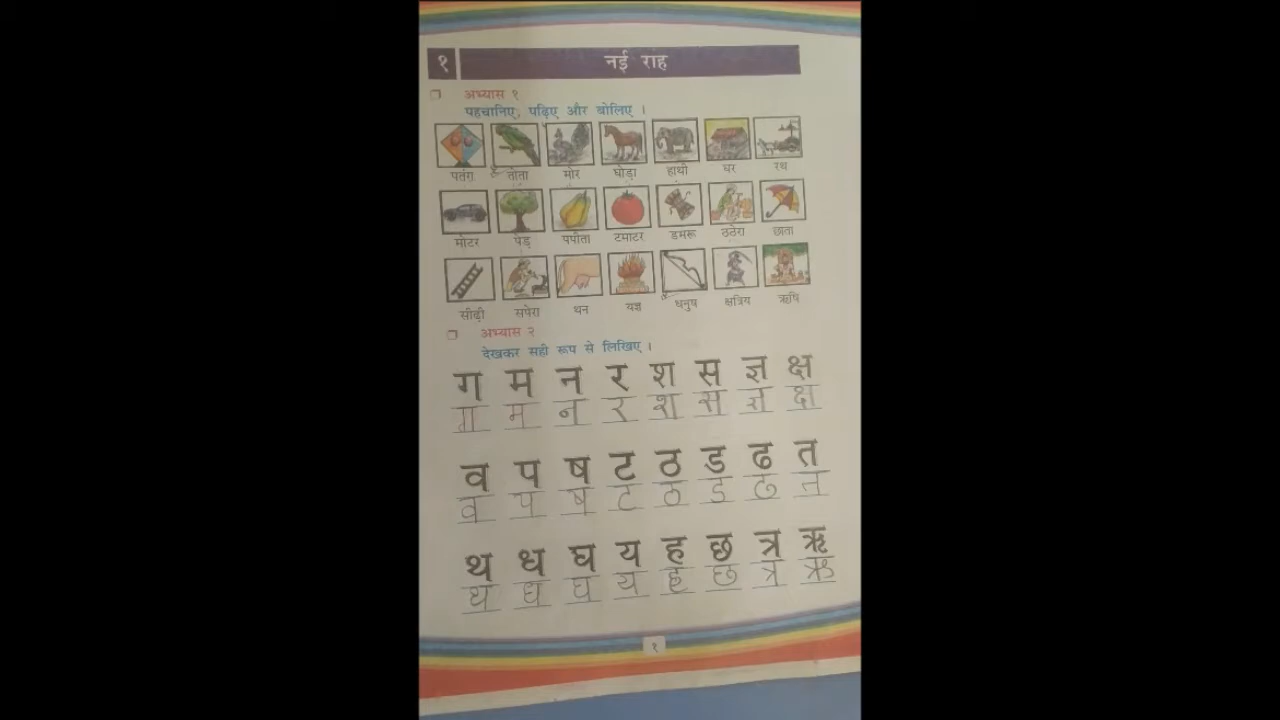 १ नई राह
अभ्यास १
पहचानिए, पढ़िए और बोलिए ।
पतंग तोता मोर घोड़ा हाथी घर रथ
मोटर पेड़ पपीता टमाटर डमरू ठठेरा छाता
सीढ़ी सपेरा थन यज्ञ धनुष क्षत्रिय ऋषि
अभ्यास २
देखकर सही रूप से लिखिए ।
ग म न र श स ज्ञ क्ष
ग म न र श स ज्ञ क्ष
व प ष ट ठ ड ढ त
व प ष ट ठ ड ढ त
थ ध घ य ह छ त्र ऋ
थ ध घ य ह छ त्र ऋ
१